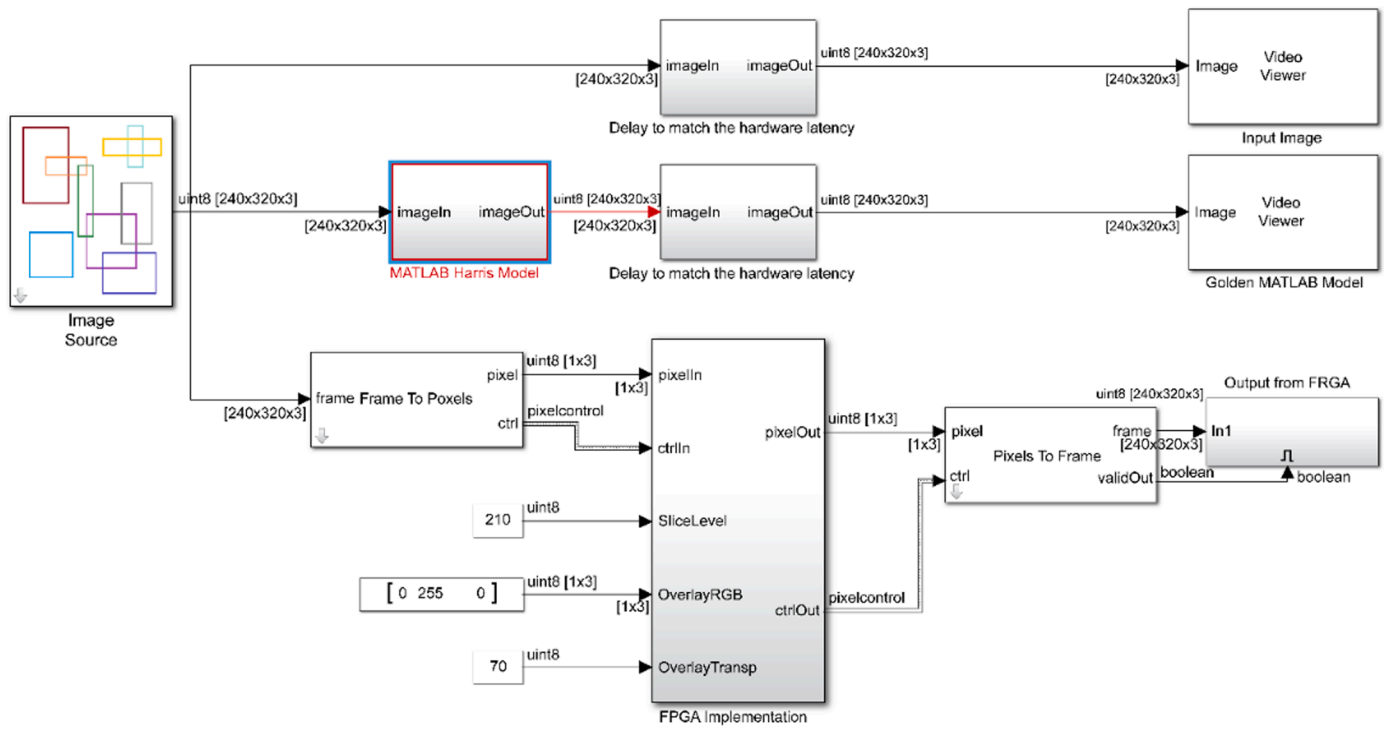 imageIn imageOut
uint8 [240x320x3]
[240x320x3]
[240x320x3]
Image
Video
Viewer
Delay to match the hardware latency
Input Image
uint8 [240x320x3]
[240x320x3]
imageIn imageOut
uint8 [240x320x3]
[240x320x3]
imageIn imageOut
uint8 [240x320x3]
[240x320x3]
Image
Video
Viewer
MATLAB Harris Model
Delay to match the hardware latency
Golden MATLAB Model
Image
Source
[240x320x3]
frame Frame To Poxels
pixel
ctrl
uint8 [1x3]
[1x3]
pixelcontrol
pixelIn
ctrlIn
210
uint8
SliceLevel
[ 0 255 0 ]
uint8 [1x3]
[1x3]
OverlayRGB
70
uint8
OverlayTransp
pixelOut
ctrlOut
FPGA Implementation
uint8 [1x3]
[1x3]
pixelcontrol
pixel
ctrl
Pixels To Frame
frame
validOut
uint8 [240x320x3]
[240x320x3]
boolean
Output from FRGA
In1
boolean